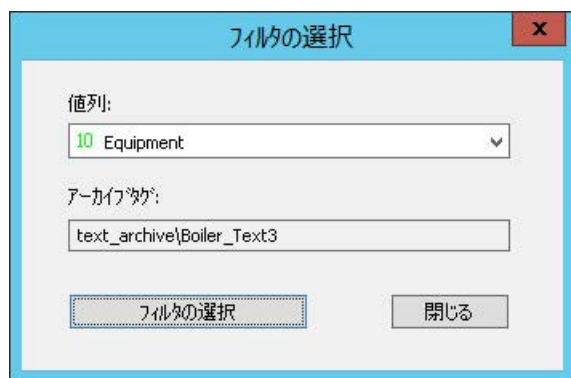 フィルタの選択
x
値列:
10 Equipment
アーカイブタグ:
text_archive\Boiler_Text3
フィルタの選択
閉じる